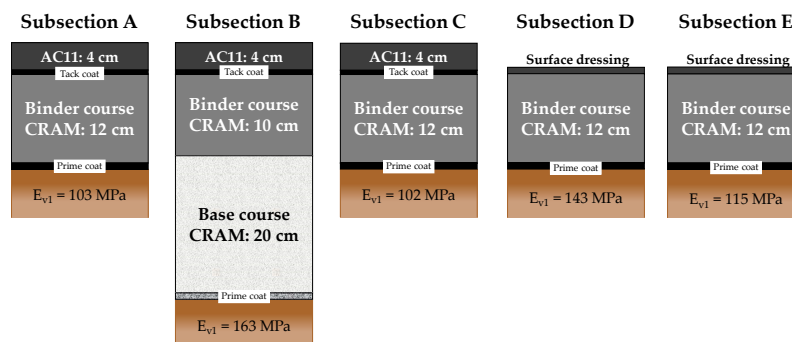 Subsection A
AC11: 4 cm
Tack coat
Binder course
CRAM: 12 cm
Prime coat
Ev1 = 103 MPa
Subsection B
AC11: 4 cm
Tack coat
Binder course
CRAM: 10 cm
Base course
CRAM: 20 cm
Prime coat
Ev1 = 163 MPa
Subsection C
AC11: 4 cm
Tack coat
Binder course
CRAM: 12 cm
Prime coat
Ev1 = 102 MPa
Subsection D
Surface dressing
Binder course
CRAM: 12 cm
Prime coat
Ev1 = 143 MPa
Subsection E
Surface dressing
Binder course
CRAM: 12 cm
Prime coat
Ev1 = 115 MPa